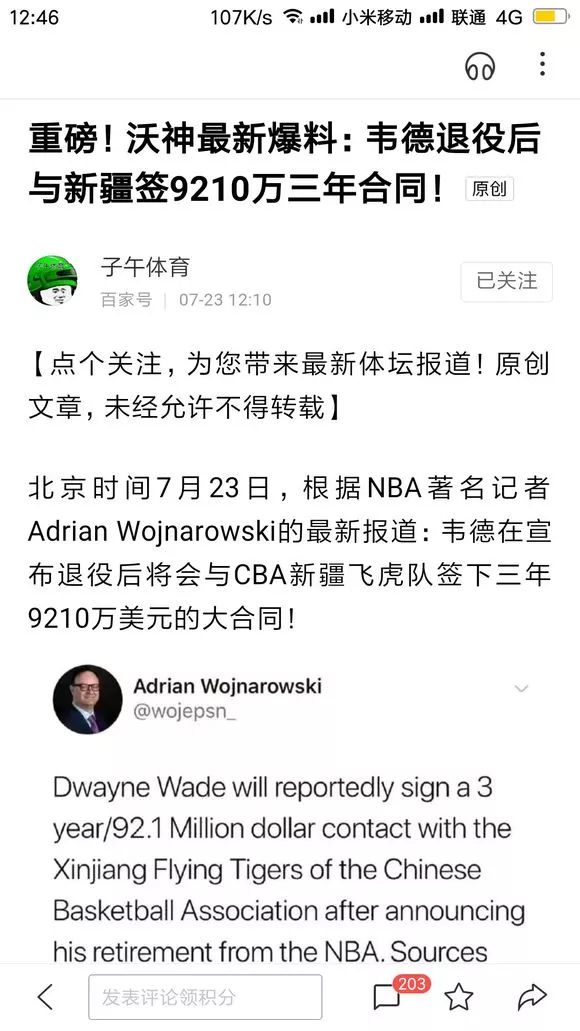 12:46 107K/s 小米移动 联通 4G
重磅！沃神最新爆料：韦德退役后
与新疆签9210万三年合同！ 原创
子午体育
百家号 | 07-23 12:10
已关注
【点个关注，为您带来最新体坛报道！原创
文章，未经允许不得转载】
北京时间7月23日，根据NBA著名记者
Adrian Wojnarowski的最新报道：韦德在宣
布退役后将会与CBA新疆飞虎队签下三年
9210万美元的大合同！
Adrian Wojnarowski
@wojepsn_
Dwayne Wade will reportedly sign a 3
year/92.1 Million dollar contact with the
Xinjiang Flying Tigers of the Chinese
Basketball Association after announcing
his retirement from the NBA. Sources
发表评论领积分
203